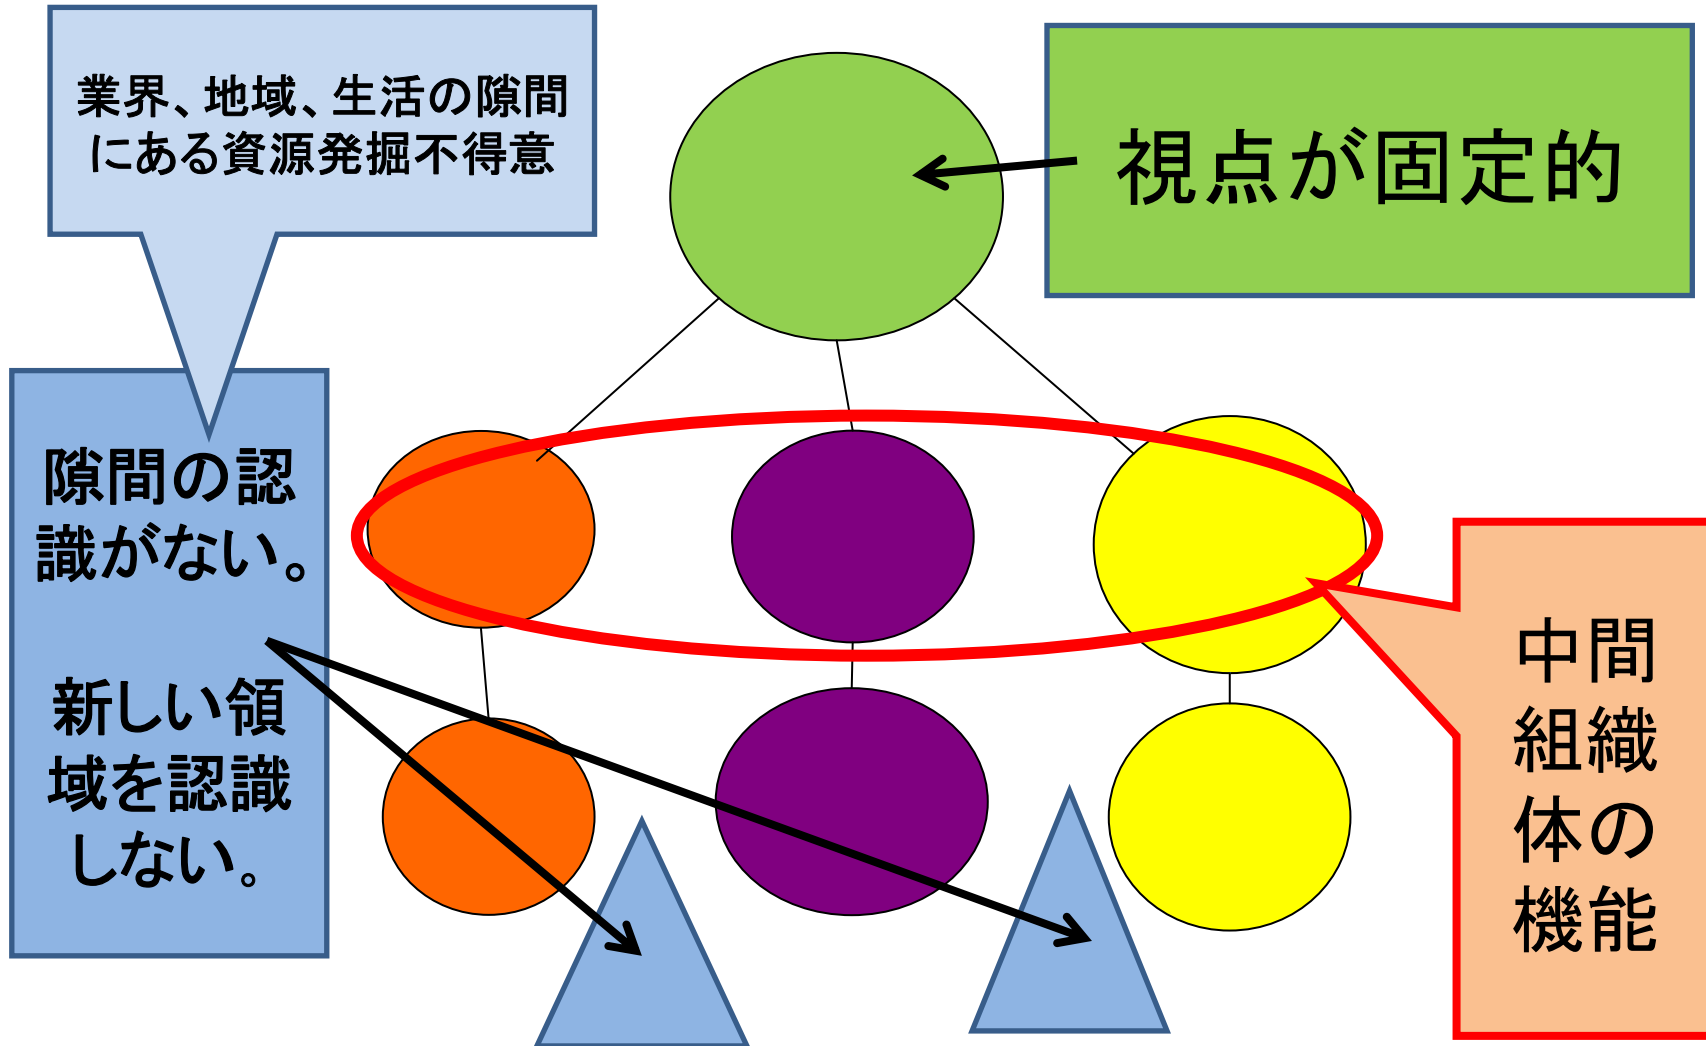 業界、地域、生活の隙間
にある資源発掘不得意
視点が固定的
隙間の認
識がない。
新しい領
域を認識
しない。
中間
組織
体の
機能